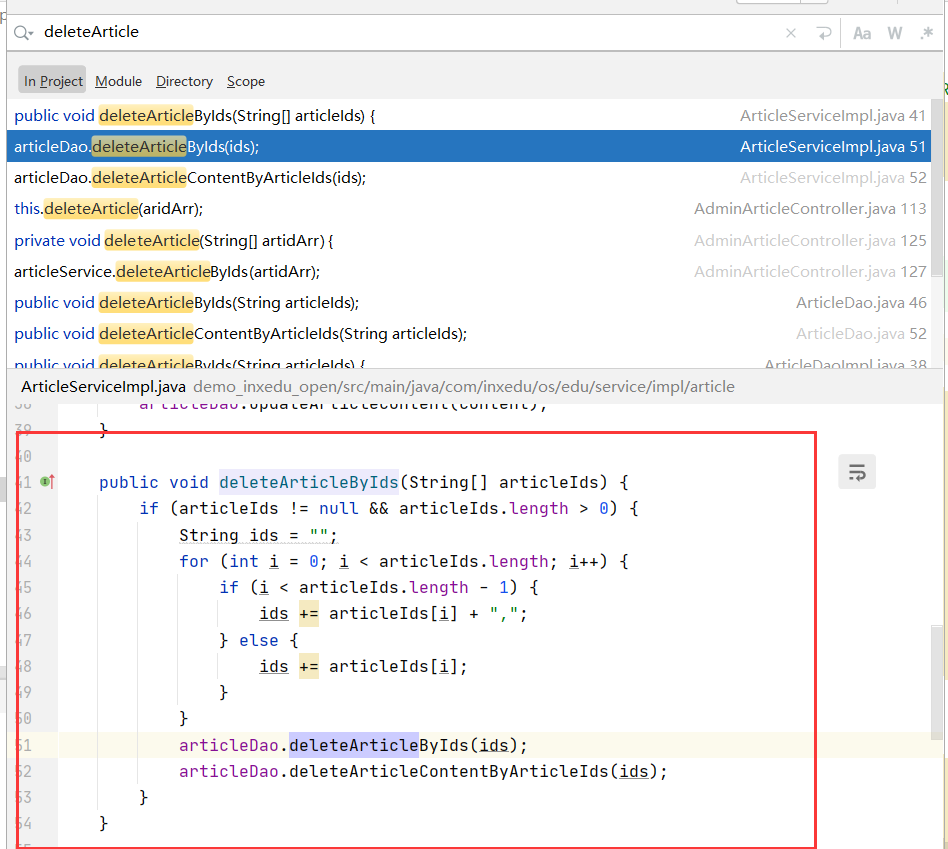 deleteArticle
Aa W .*
In Project Module Directory Scope
public void deleteArticleByIds(String[] articleIds) { ArticleServiceImpl.java 41
articleDao.deleteArticleByIds(ids); ArticleServiceImpl.java 51
articleDao.deleteArticleContentByArticleIds(ids); ArticleServiceImpl.java 52
this.deleteArticle(aridArr); AdminArticleController.java 113
private void deleteArticle(String[] artidArr) { AdminArticleController.java 125
articleService.deleteArticleByIds(artidArr); AdminArticleController.java 127
public void deleteArticleByIds(String articleIds); ArticleDao.java 46
public void deleteArticleContentByArticleIds(String articleIds); ArticleDao.java 52
public void deleteArticleByIds(String articleIds) { ArticleDaoImpl.java 38
ArticleServiceImpl.java demo_inxedu_open/src/main/java/com/inxedu/os/edu/service/impl/article
38 articleDao.updateArticleContent(content);
39 }
40
41 public void deleteArticleByIds(String[] articleIds) {
42 if (articleIds != null && articleIds.length > 0) {
43 String ids = "";
44 for (int i = 0; i < articleIds.length; i++) {
45 if (i < articleIds.length - 1) {
46 ids += articleIds[i] + ",";
47 } else {
48 ids += articleIds[i];
49 }
50 }
51 articleDao.deleteArticleByIds(ids);
52 articleDao.deleteArticleContentByArticleIds(ids);
53 }
54 }